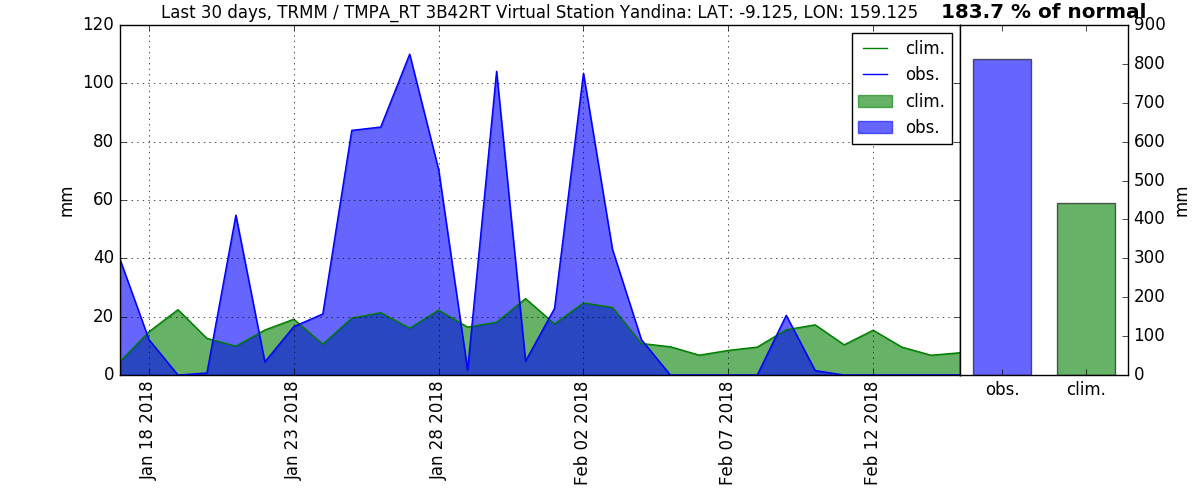 Last 30 days, TRMM / TMPA_RT 3B42RT Virtual Station Yandina: LAT: -9.125, LON: 159.125
183.7 % of normal
120
100
80
60
40
20
0
mm
clim.
obs.
clim.
obs.
900
800
700
600
500
400
300
200
100
0
mm
Jan 18 2018
Jan 23 2018
Jan 28 2018
Feb 02 2018
Feb 07 2018
Feb 12 2018
obs.
clim.